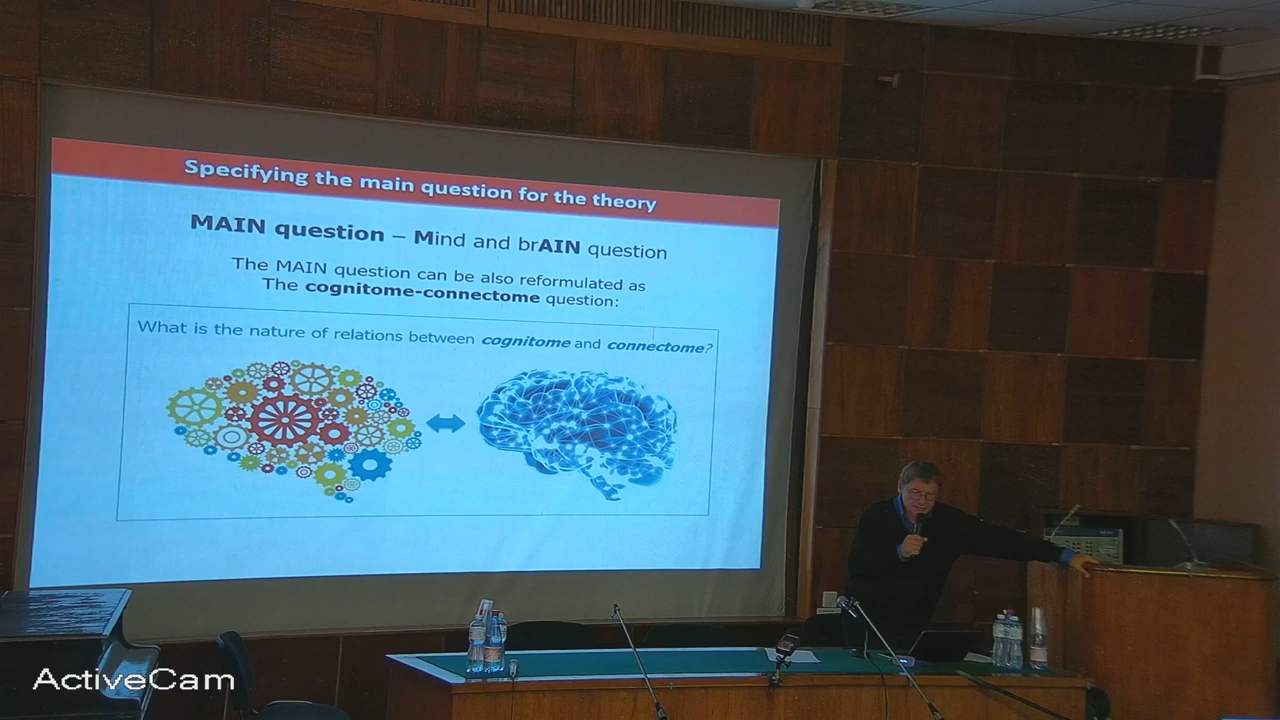 Specifying the main question for the theory
MAIN question – Mind and brAIN question
The MAIN question can be also reformulated as
The cognitome-connectome question:
What is the nature of relations between cognitome and connectome?
ActiveCam